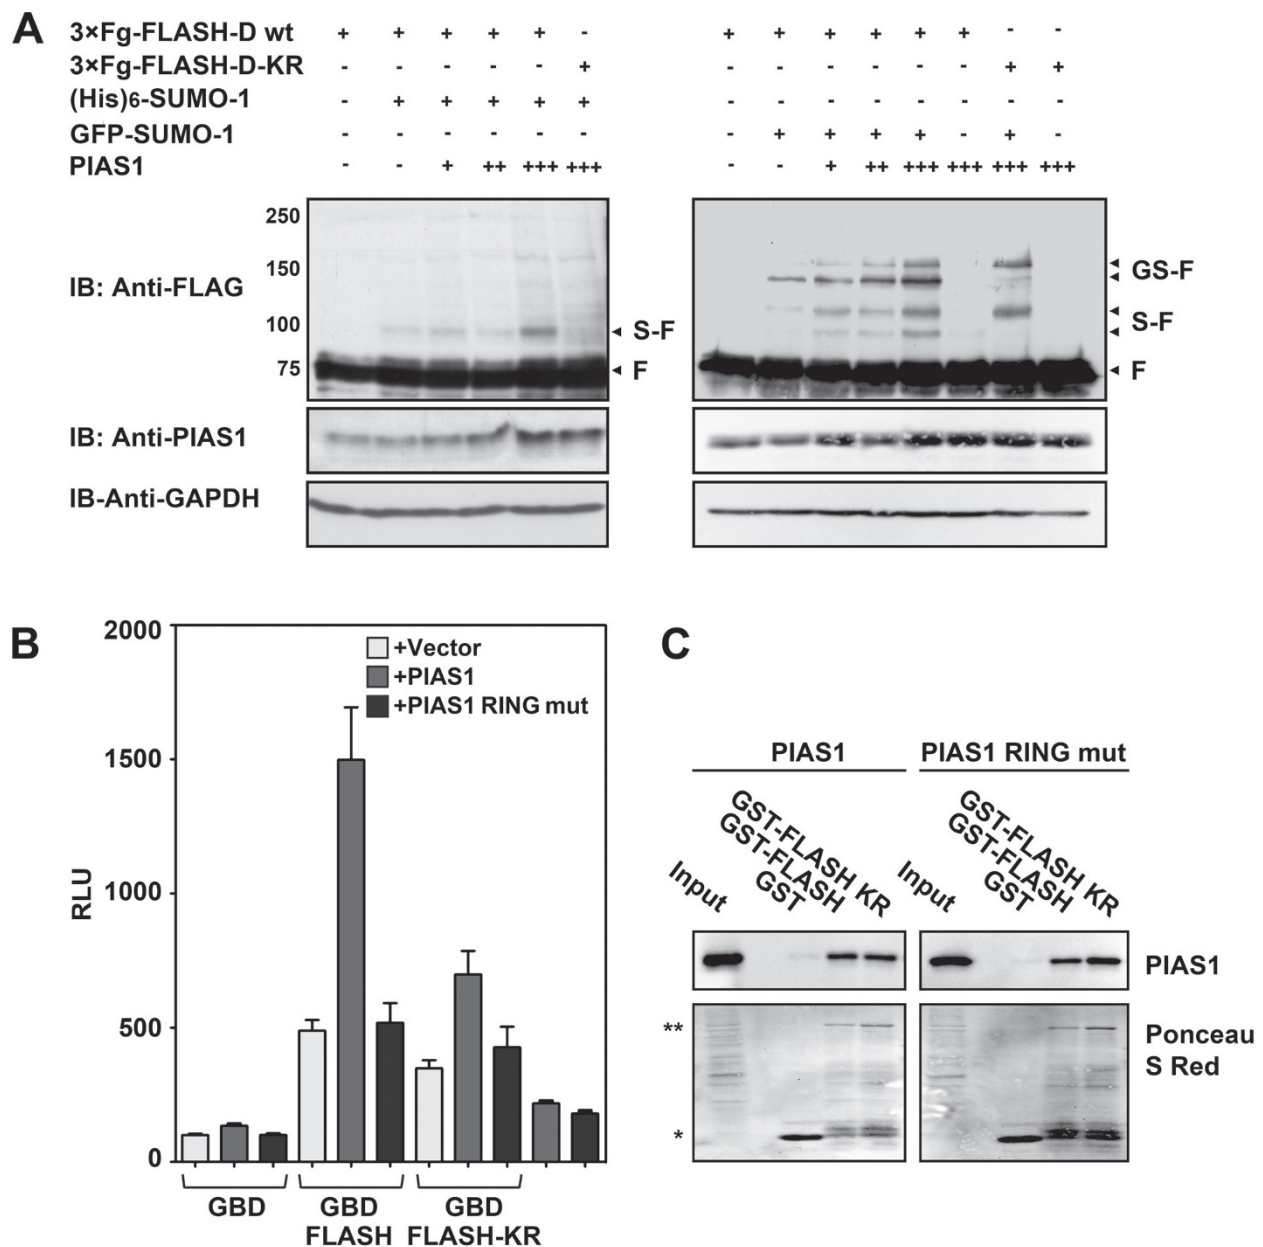 A
3×Fg-FLASH-D wt + + + + + - + + + + + + - -
3×Fg-FLASH-D-KR - - - - - + - - - - - - + +
(His)6-SUMO-1 - + + + + + - - - - - - - -
GFP-SUMO-1 - - - - - - - + + + + - + -
PIAS1 - - + ++ +++ +++ - - + ++ +++ +++ +++ +++
250
150
100
75
IB: Anti-FLAG
S-F
F
GS-F
S-F
F
IB: Anti-PIAS1
IB-Anti-GAPDH
B
2000
1500
1000
500
0
RLU
+Vector
+PIAS1
+PIAS1 RING mut
GBD
GBD
FLASH
GBD
FLASH-KR
C
PIAS1
PIAS1 RING mut
Input
GST
GST-FLASH
GST-FLASH KR
Input
GST
GST-FLASH
GST-FLASH KR
PIAS1
**
*
Ponceau
S Red